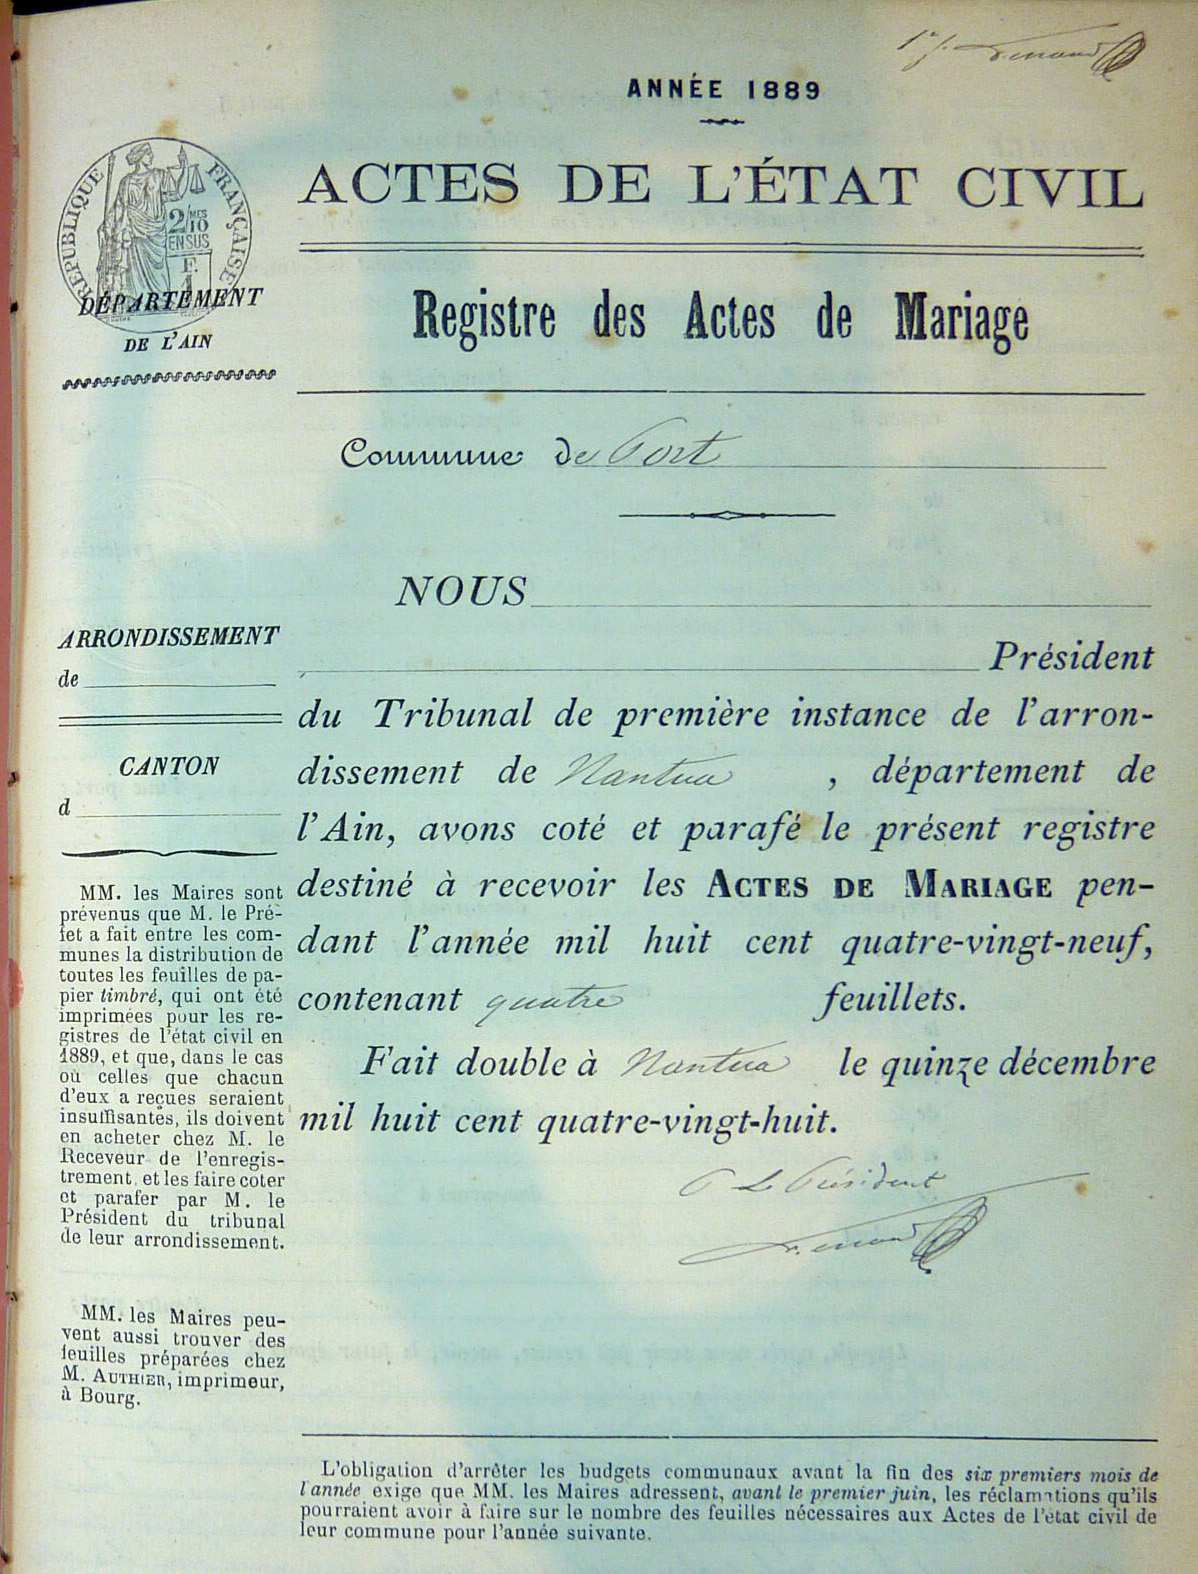 ANNÉE 1889
ACTES DE L'ÉTAT CIVIL
RÉPUBLIQUE FRANÇAISE
2/10 MES
EN SUS
F.
1
DÉPARTEMENT
DE L'AIN
Registre des Actes de Mariage
Commune de Port
NOUS
Président
du Tribunal de première instance de l'arron-
dissement de Nantua, département de
l'Ain, avons coté et parafé le présent registre
destiné à recevoir les ACTES DE MARIAGE pen-
dant l'année mil huit cent quatre-vingt-neuf,
contenant quatre feuillets.
Fait double à Nantua le quinze décembre
mil huit cent quatre-vingt-huit.
P Le Président
ARRONDISSEMENT
de
CANTON
d
MM. les Maires sont
prévenus que M. le Pré-
fet a fait entre les com-
munes la distribution de
toutes les feuilles de pa-
pier timbré, qui ont été
imprimées pour les re-
gistres de l'état civil en
1889, et que, dans le cas
où celles que chacun
d'eux a reçues seraient
insuffisantes, ils doivent
en acheter chez M. le
Receveur de l'enregis-
trement, et les faire coter
et parafer par M. le
Président du tribunal
de leur arrondissement.
MM. les Maires peu-
vent aussi trouver des
feuilles préparées chez
M. AUTHIER, imprimeur,
à Bourg.
L'obligation d'arrêter les budgets communaux avant la fin des six premiers mois de
l'année exige que MM. les Maires adressent, avant le premier juin, les réclamations qu'ils
pourraient avoir à faire sur le nombre des feuilles nécessaires aux Actes de l'état civil de
leur commune pour l'année suivante.